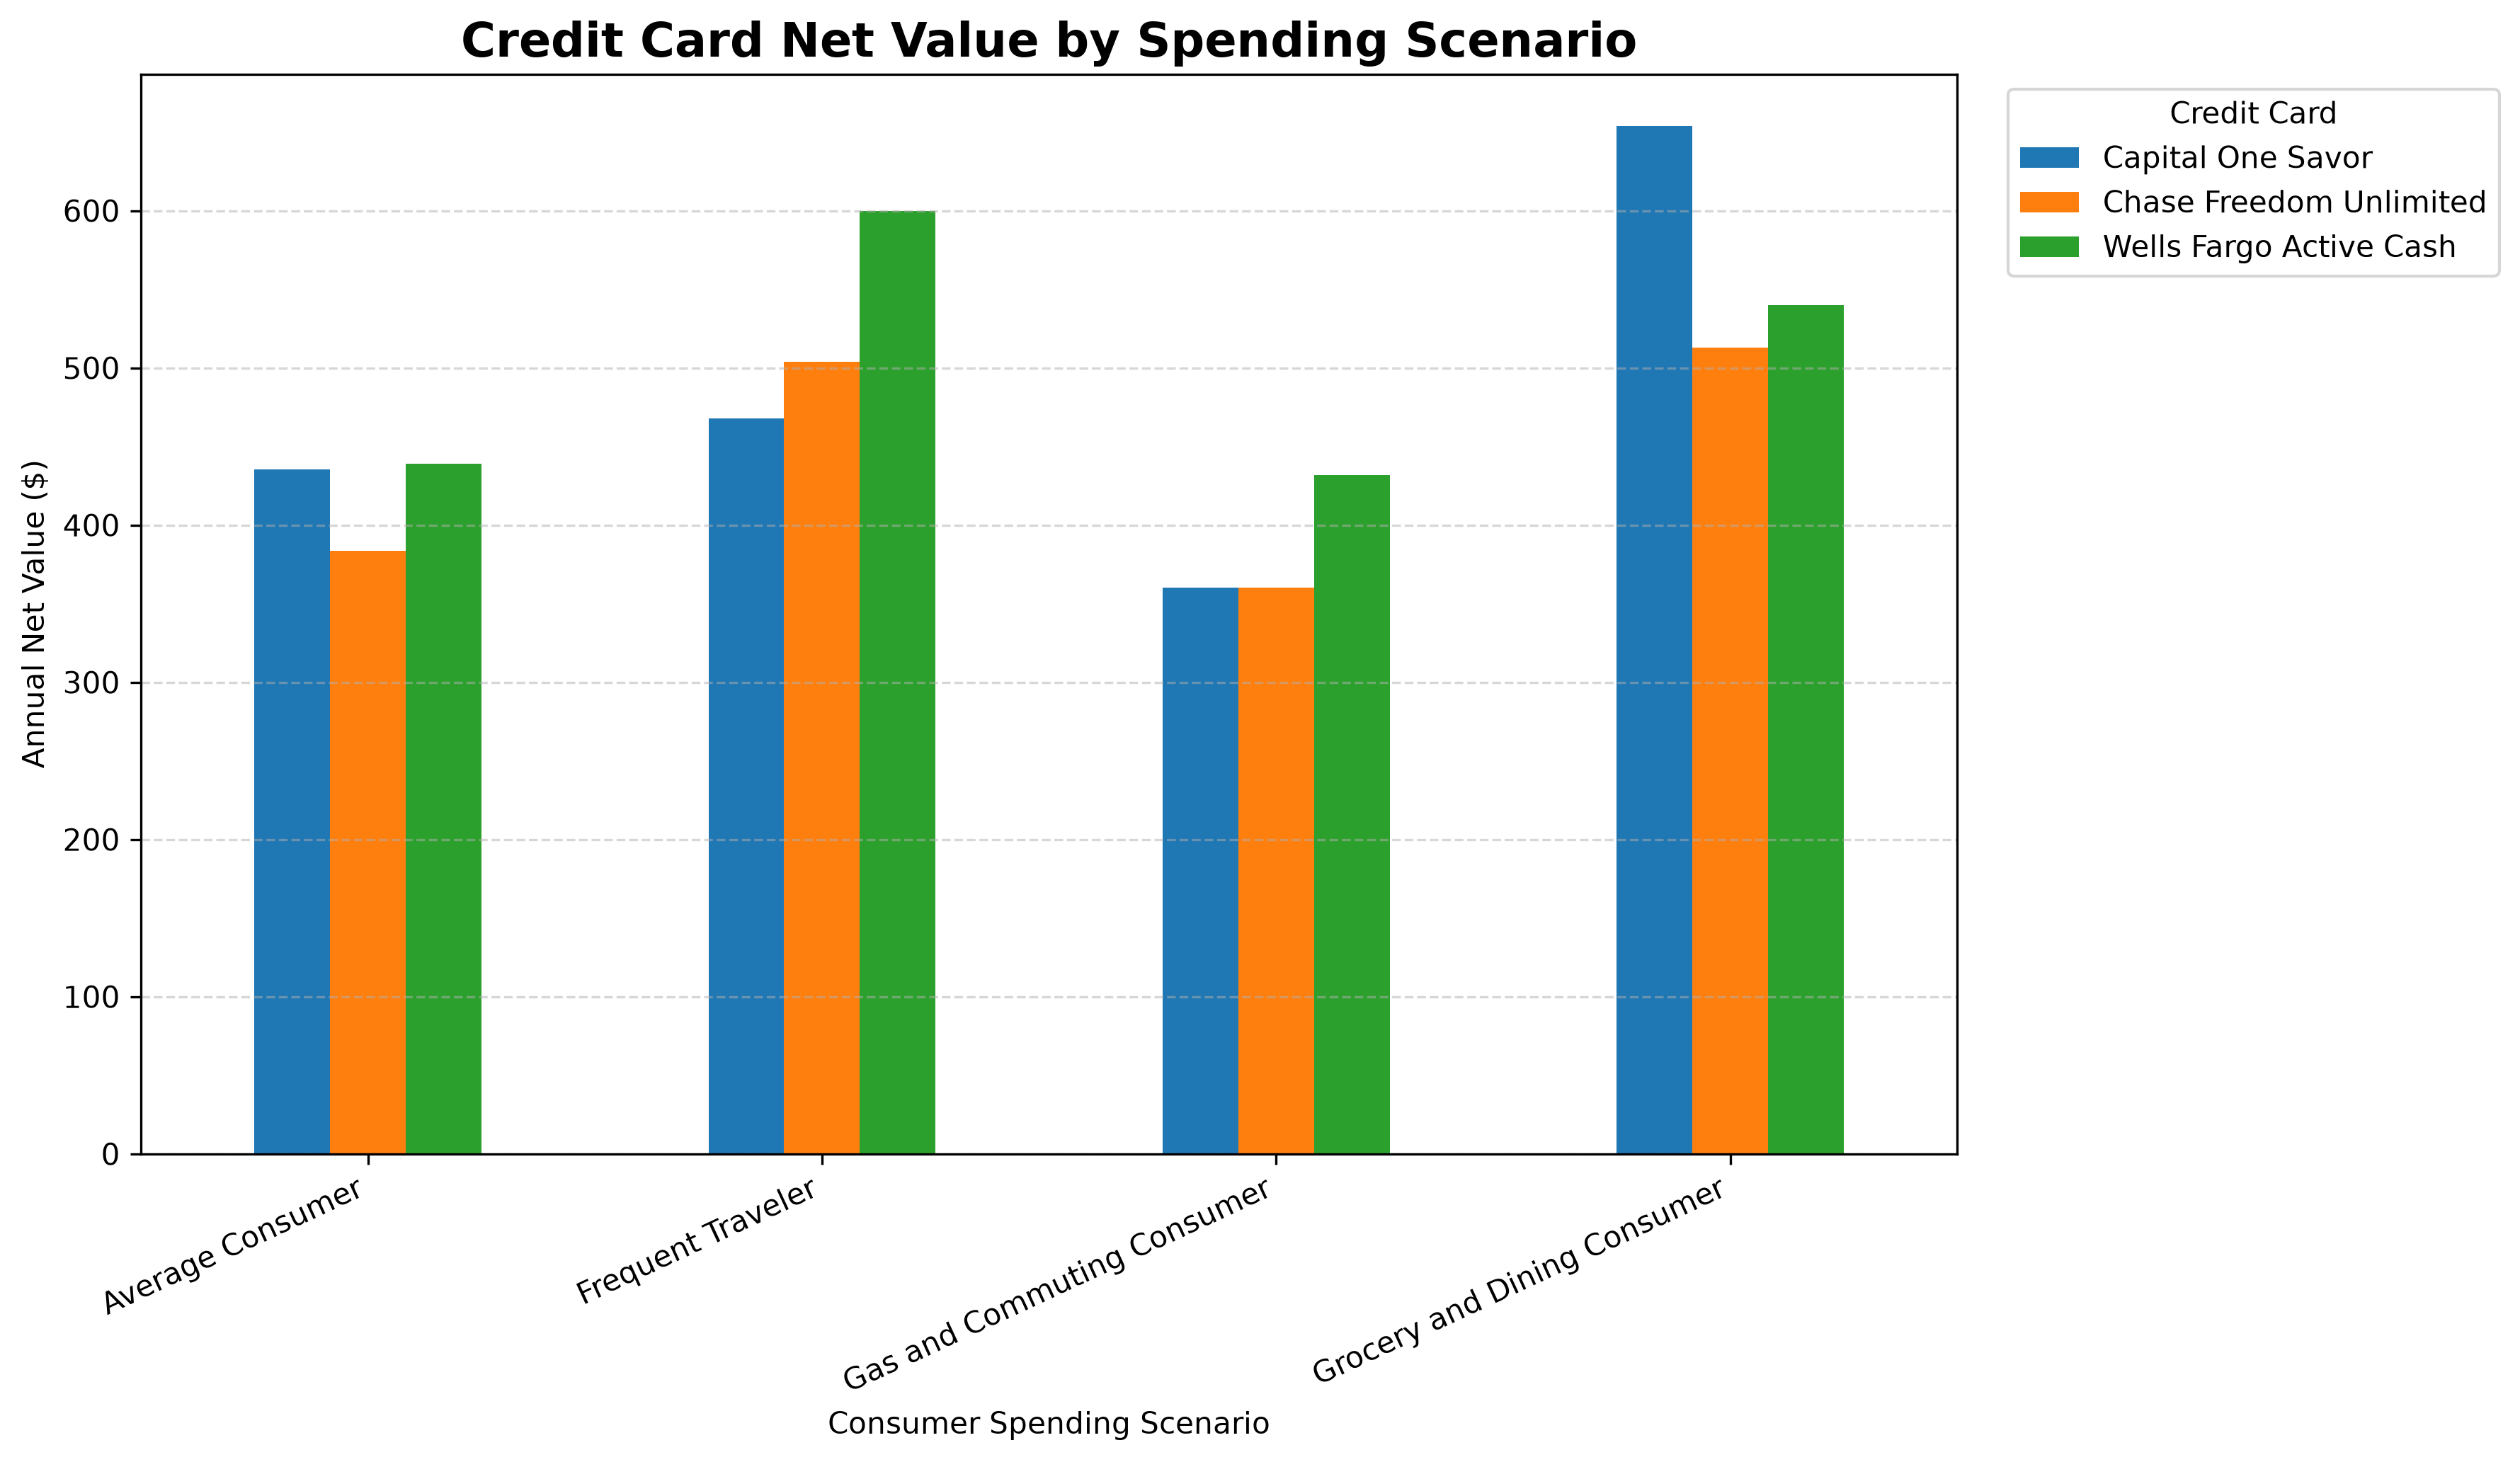 Credit Card Net Value by Spending Scenario
Credit Card
Capital One Savor
Chase Freedom Unlimited
Wells Fargo Active Cash
Annual Net Value ($)
600
500
400
300
200
100
0
Average Consumer
Frequent Traveler
Gas and Commuting Consumer
Grocery and Dining Consumer
Consumer Spending Scenario